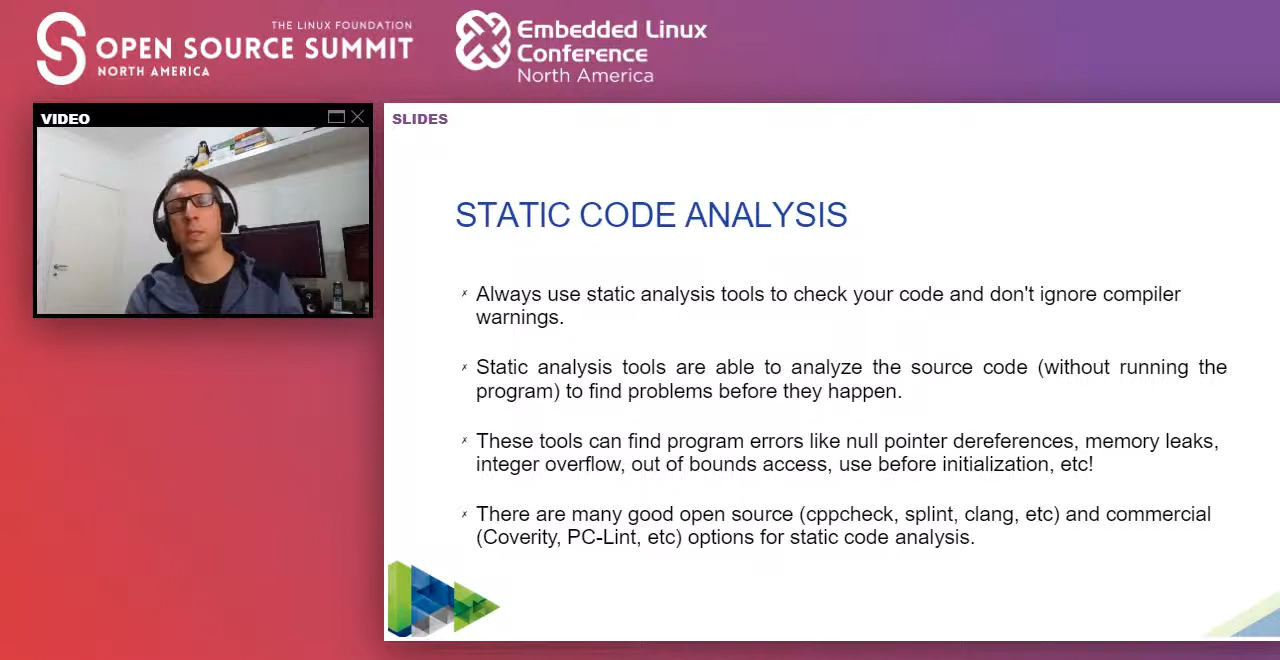 THE LINUX FOUNDATION
OPEN SOURCE SUMMIT
NORTH AMERICA
Embedded Linux
Conference
North America
VIDEO
SLIDES
STATIC CODE ANALYSIS
✗ Always use static analysis tools to check your code and don't ignore compiler
warnings.
✗ Static analysis tools are able to analyze the source code (without running the
program) to find problems before they happen.
✗ These tools can find program errors like null pointer dereferences, memory leaks,
integer overflow, out of bounds access, use before initialization, etc!
✗ There are many good open source (cppcheck, splint, clang, etc) and commercial
(Coverity, PC-Lint, etc) options for static code analysis.